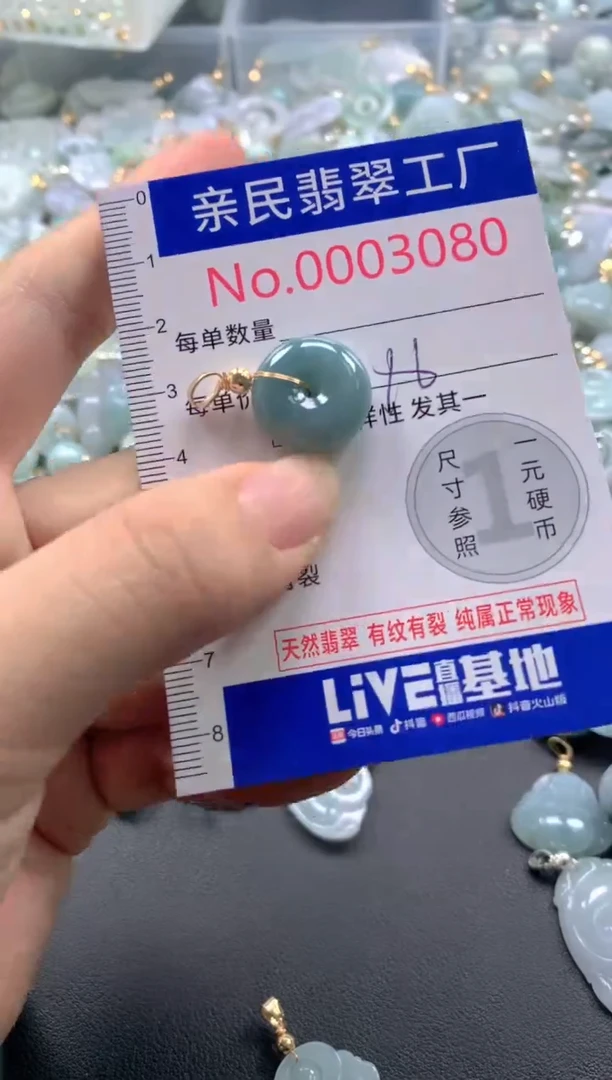 亲民翡翠工厂
No.0003080
0
1
2
3
4
7
8
每单数量
每单价
样性 发其一
尺寸参照
1
一元硬币
裂
天然翡翠 有纹有裂 纯属正常现象
LiVE直播基地
今日头条 抖音 西瓜视频 抖音火山版